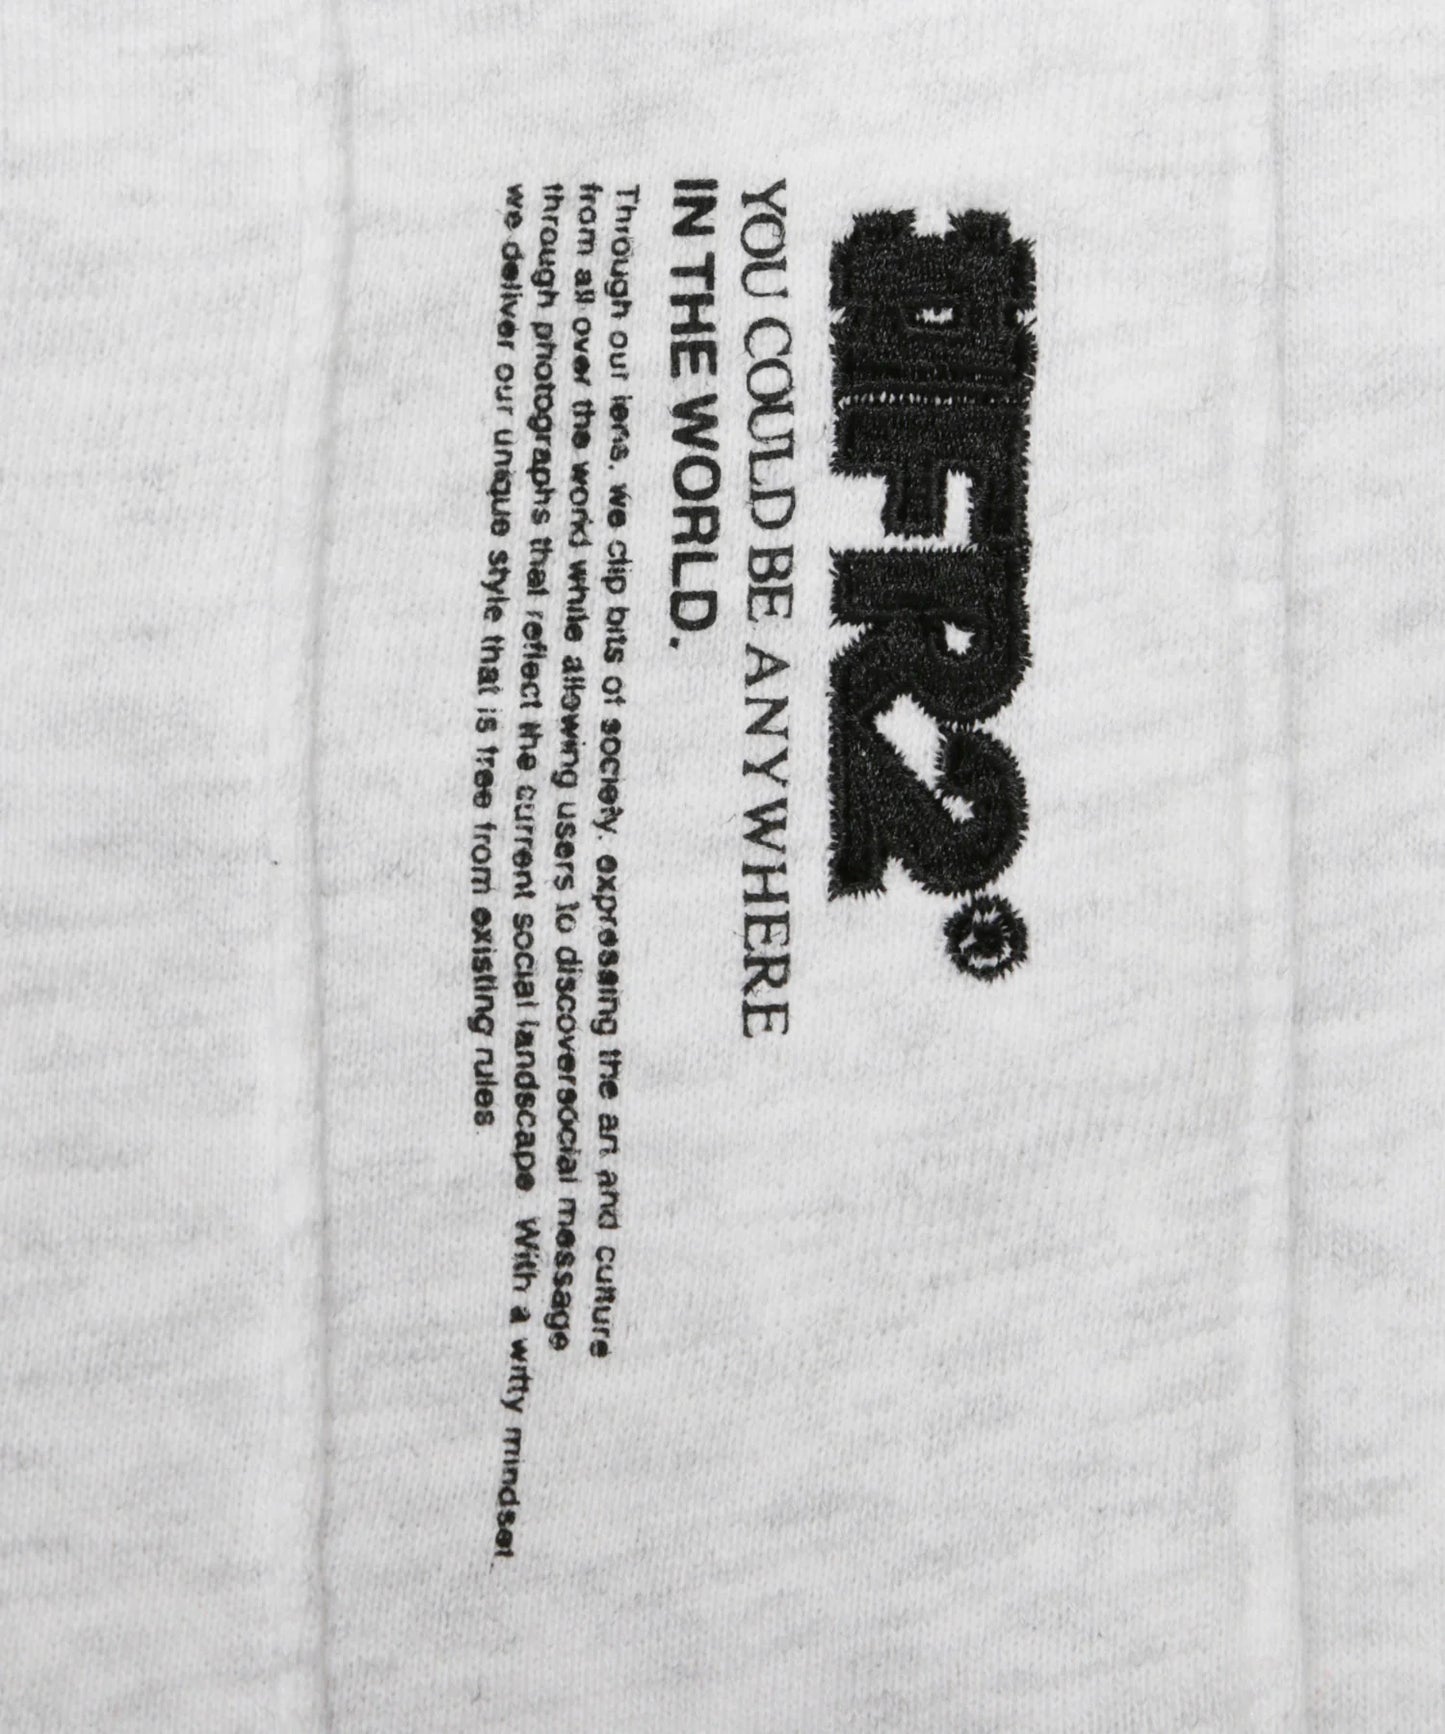 #FR2®
YOU COULD BE ANYWHERE
IN THE WORLD.
Through our lens, we clip bits of society, expressing the art and culture
from all over the world while allowing users to discoversocial message
through photographs that reflect the current social landscape. With a witty mindset,
we deliver our unique style that is free from existing rules.